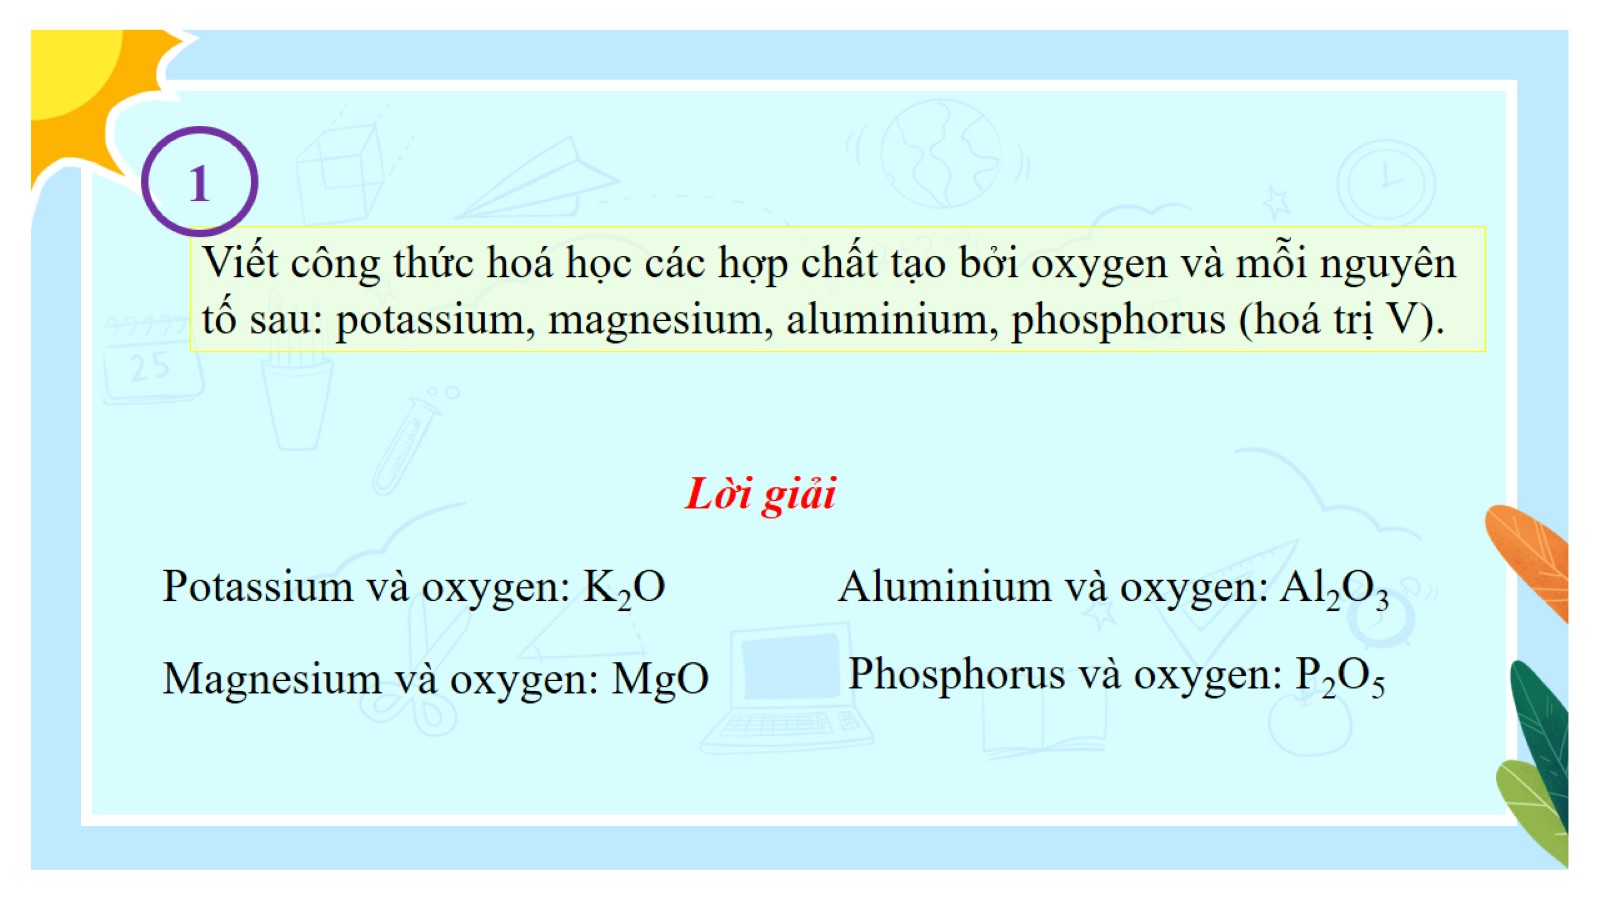 1
Viết công thức hoá học các hợp chất tạo bởi oxygen và mỗi nguyên
tố sau: potassium, magnesium, aluminium, phosphorus (hoá trị V).
25
Lời giải
Potassium và oxygen: K₂O
Aluminium và oxygen: Al₂O₃
Magnesium và oxygen: MgO
Phosphorus và oxygen: P₂O₅